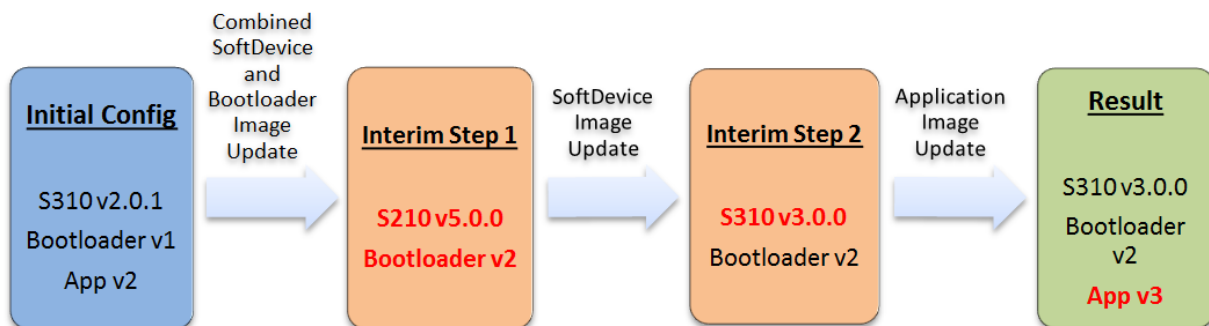 Initial Config
S310 v2.0.1
Bootloader v1
App v2
Combined
SoftDevice
and
Bootloader
Image
Update
Interim Step 1
S210 v5.0.0
Bootloader v2
SoftDevice
Image
Update
Interim Step 2
S310 v3.0.0
Bootloader v2
Application
Image
Update
Result
S310 v3.0.0
Bootloader
v2
App v3